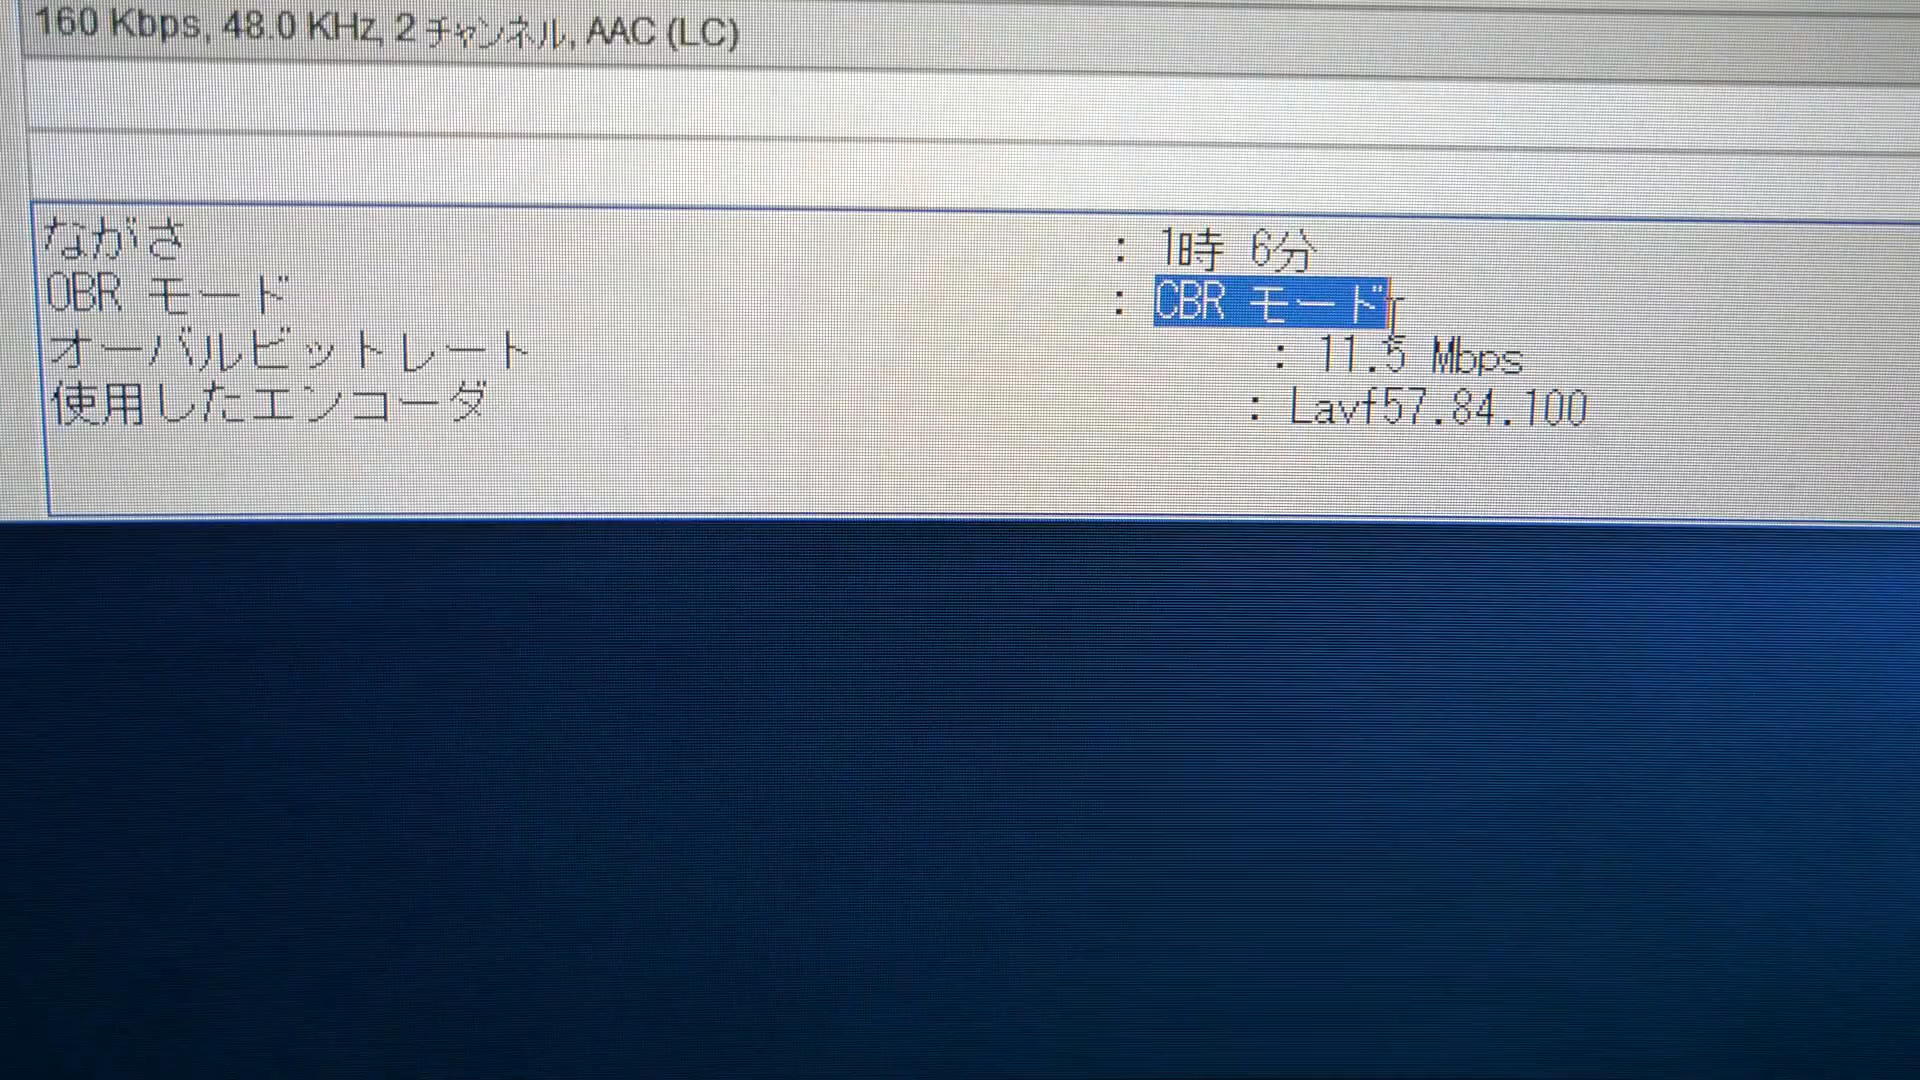 160 Kbps, 48.0 KHz, 2 チャンネル, AAC (LC)
ながさ : 1時 6分
OBR モード : CBR モード
オーバルビットレート : 11.5 Mbps
使用したエンコーダ : Lavf57.84.100